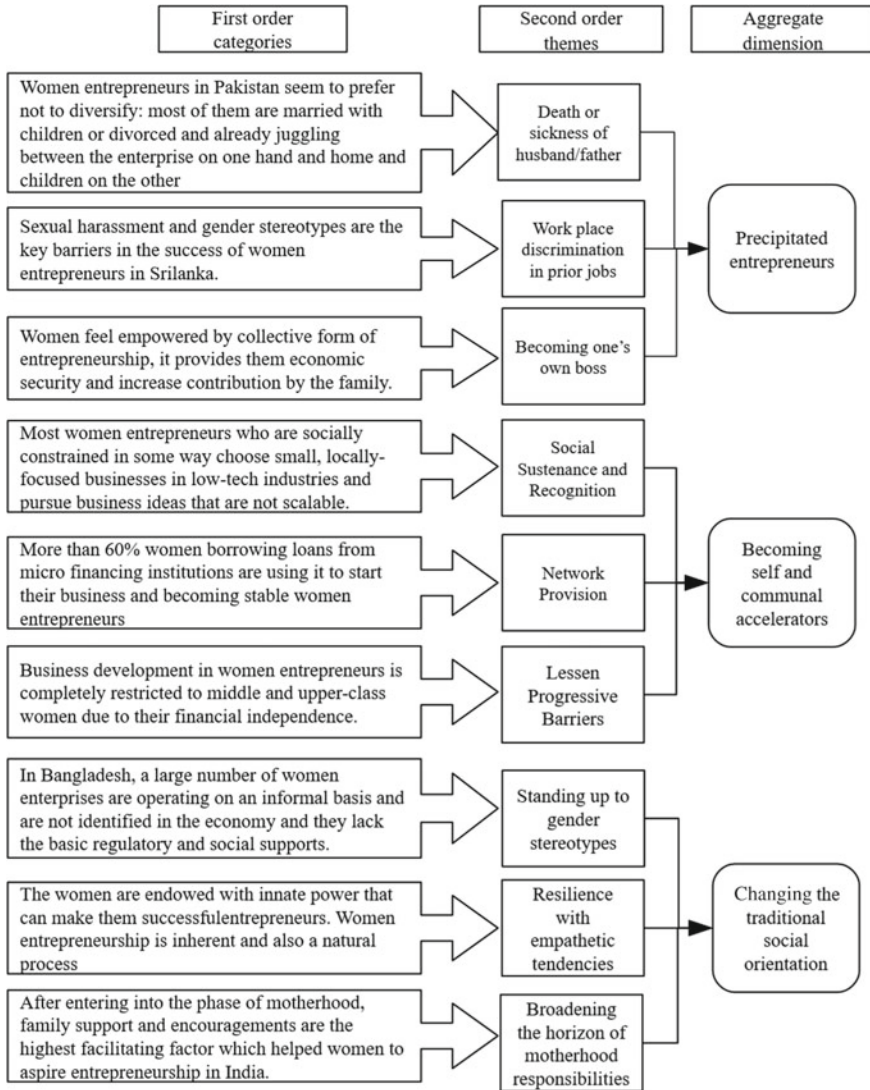 First order
categories
Second order
themes
Aggregate
dimension
Women entrepreneurs in Pakistan seem to prefer
not to diversify: most of them are married with
children or divorced and already juggling
between the enterprise on one hand and home and
children on the other
Death or
sickness of
husband/father
Sexual harassment and gender stereotypes are the
key barriers in the success of women
entrepreneurs in Srilanka.
Work place
discrimination
in prior jobs
Precipitated
entrepreneurs
Women feel empowered by collective form of
entrepreneurship, it provides them economic
security and increase contribution by the family.
Becoming one's
own boss
Most women entrepreneurs who are socially
constrained in some way choose small, locally-
focused businesses in low-tech industries and
pursue business ideas that are not scalable.
Social
Sustenance and
Recognition
More than 60% women borrowing loans from
micro financing institutions are using it to start
their business and becoming stable women
entrepreneurs
Network
Provision
Becoming
self and
communal
accelerators
Business development in women entrepreneurs is
completely restricted to middle and upper-class
women due to their financial independence.
Lessen
Progressive
Barriers
In Bangladesh, a large number of women
enterprises are operating on an informal basis and
are not identified in the economy and they lack
the basic regulatory and social supports.
Standing up to
gender
stereotypes
The women are endowed with innate power that
can make them successfulentrepreneurs. Women
entrepreneurship is inherent and also a natural
process
Resilience with
empathetic
tendencies
Changing the
traditional
social
orientation
After entering into the phase of motherhood,
family support and encouragements are the
highest facilitating factor which helped women to
aspire entrepreneurship in India.
Broadening
the horizon of
motherhood
responsibilities